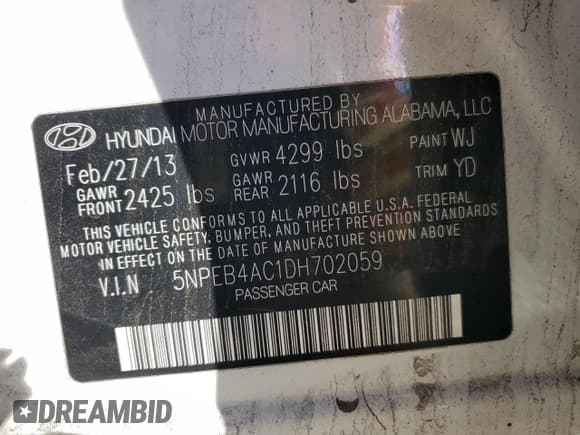 MANUFACTURED BY
HYUNDAI MOTOR MANUFACTURING ALABAMA, LLC
Feb/27/13 GVWR 4299 lbs PAINT WJ
GAWR FRONT 2425 lbs GAWR REAR 2116 lbs TRIM YD
THIS VEHICLE CONFORMS TO ALL APPLICABLE U.S.A. FEDERAL
MOTOR VEHICLE SAFETY, BUMPER, AND THEFT PREVENTION STANDARDS
IN EFFECT ON THE DATE OF MANUFACTURE SHOWN ABOVE.
V.I.N 5NPEB4AC1DH702059
PASSENGER CAR
DREAMBID